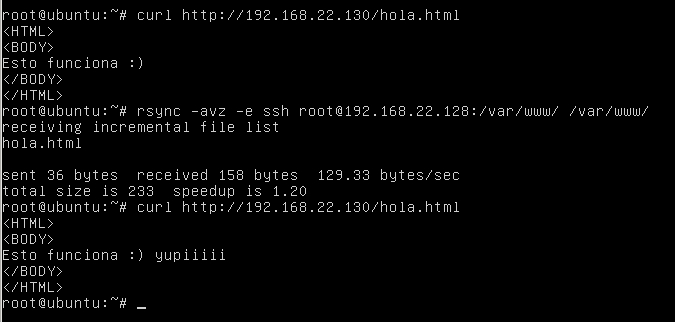 root@ubuntu:~# curl http://192.168.22.130/hola.html
<HTML>
<BODY>
Esto funciona :)
</BODY>
</HTML>
root@ubuntu:~# rsync -avz -e ssh root@192.168.22.128:/var/www/ /var/www/
receiving incremental file list
hola.html
sent 36 bytes  received 158 bytes  129.33 bytes/sec
total size is 233  speedup is 1.20
root@ubuntu:~# curl http://192.168.22.130/hola.html
<HTML>
<BODY>
Esto funciona :) yupiiiii
</BODY>
</HTML>
root@ubuntu:~# _